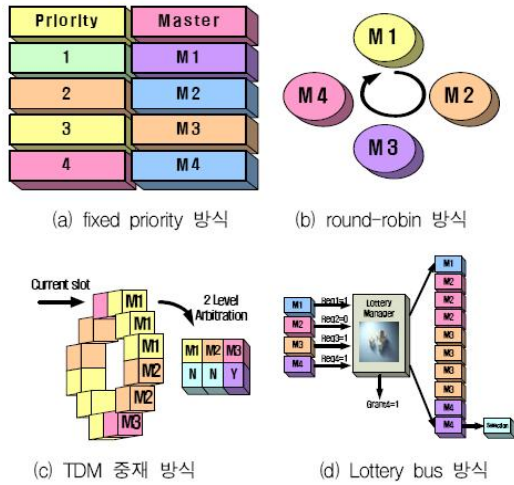 Priority Master
1 M1
2 M2
3 M3
4 M4
(a) fixed priority 방식
M1
M4 M2
M3
(b) round-robin 방식
Current slot
M1
M1
M1
M2
M2
M3
2 Level
Arbitration
M1 M2 M3
N N Y
(c) TDM 중재 방식
M1 Req1=1
M2 Req2=0
M3 Req3=1
M4 Req4=1
Lottery
Manager
Grant4=1
M1
M2
M2
M2
M3
M3
M3
M3
M4
M4
(d) Lottery bus 방식